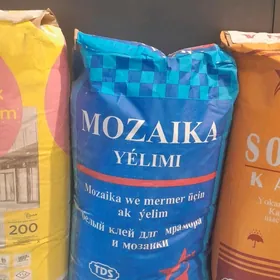 MOZAIKA
ÝELIMI
Mozaika we mermer üçin
ak ýelim
белый клей для мрамора
и мозаики
TDS
200
SO
K